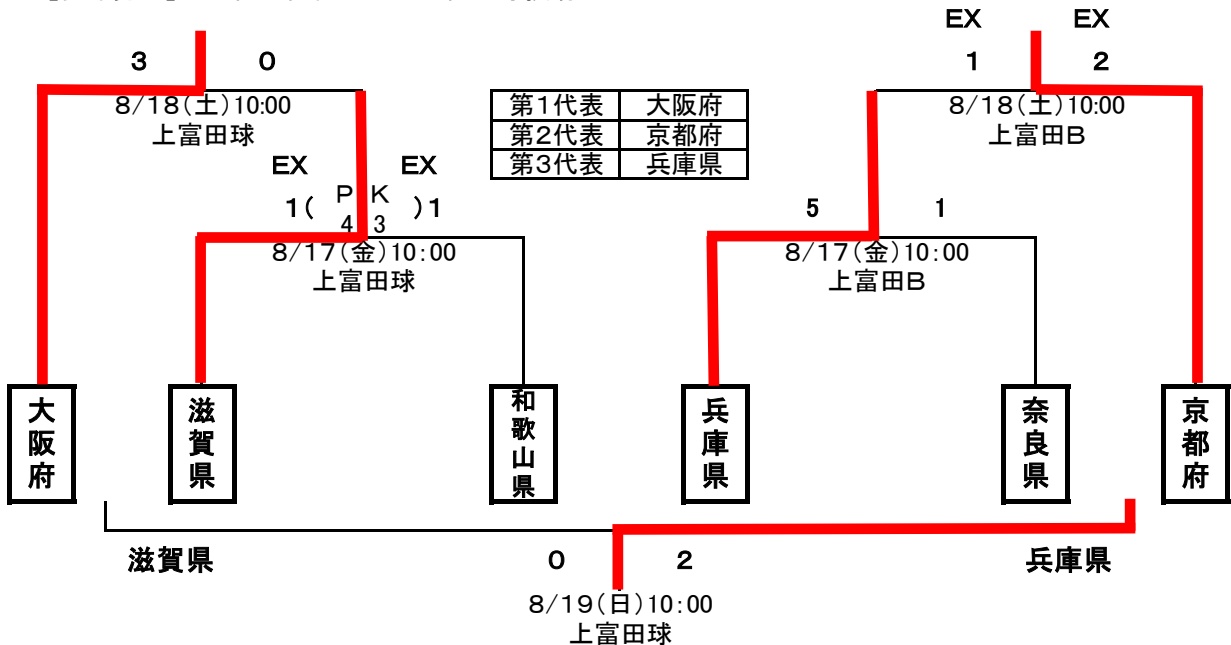 EX EX
3 0
1 2
8/18(土)10:00
上富田球
第1代表 大阪府
第2代表 京都府
第3代表 兵庫県
8/18(土)10:00
上富田B
EX EX
1( PK 4 3 )1
8/17(金)10:00
上富田球
5 1
8/17(金)10:00
上富田B
大阪府
滋賀県
和歌山県
兵庫県
奈良県
京都府
滋賀県
0 2
兵庫県
8/19(日)10:00
上富田球